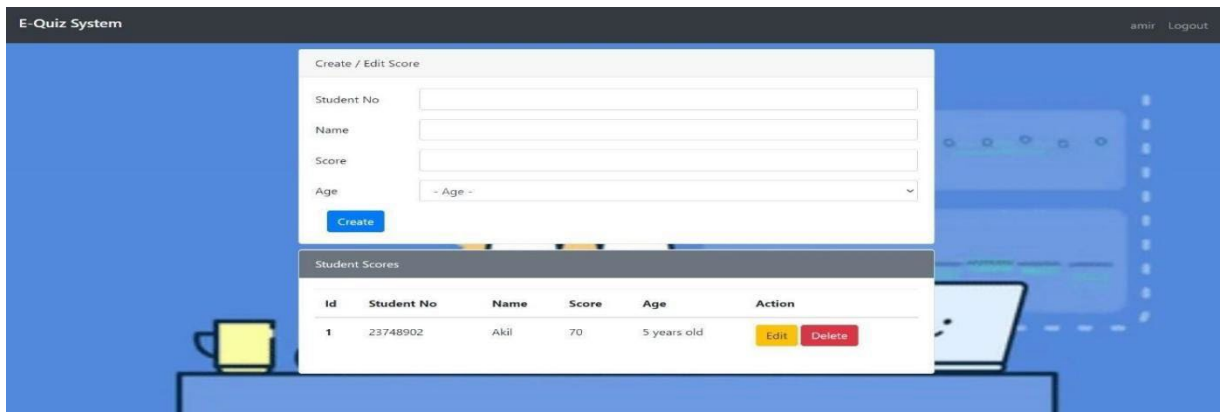 E-Quiz System amir Logout
Create / Edit Score
Student No
Name
Score
Age - Age -
Create
Student Scores
Id Student No Name Score Age Action
1 23748902 Akil 70 5 years old Edit Delete